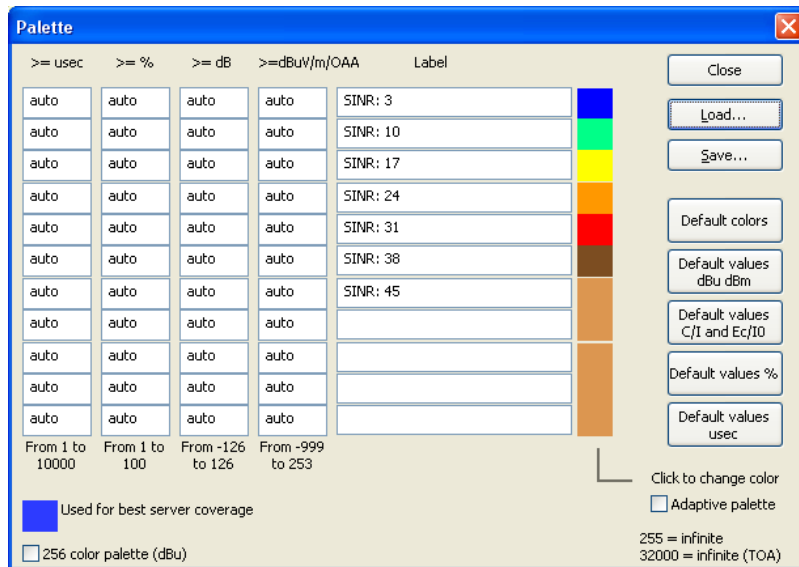 Palette
>= usec >= % >= dB >=dBuV/m/OAA Label
Close
auto auto auto auto SINR: 3
Load...
auto auto auto auto SINR: 10
Save...
auto auto auto auto SINR: 17
auto auto auto auto SINR: 24
Default colors
auto auto auto auto SINR: 31
auto auto auto auto SINR: 38
Default values
dBu dBm
auto auto auto auto SINR: 45
auto auto auto auto
Default values
C/I and Ec/I0
auto auto auto auto
Default values %
auto auto auto auto
auto auto auto auto
Default values
usec
From 1 to From 1 to From -126 From -999
10000 100 to 126 to 253
Click to change color
Used for best server coverage
Adaptive palette
255 = infinite
256 color palette (dBu)
32000 = infinite (TOA)